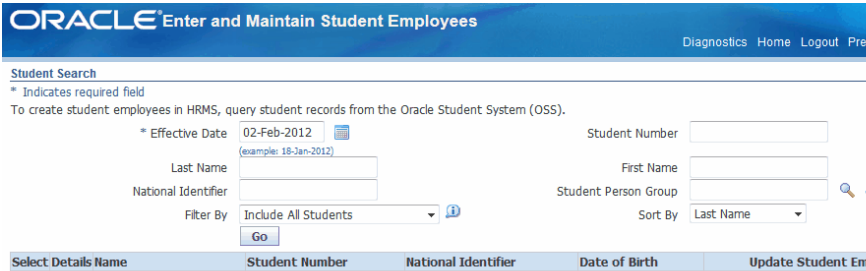 ORACLE Enter and Maintain Student Employees
Diagnostics Home Logout Pre
Student Search
* Indicates required field
To create student employees in HRMS, query student records from the Oracle Student System (OSS).
* Effective Date 02-Feb-2012 Student Number
(example: 18-Jan-2012)
Last Name First Name
National Identifier Student Person Group
Filter By Include All Students Sort By Last Name
Go
Select Details Name Student Number National Identifier Date of Birth Update Student En